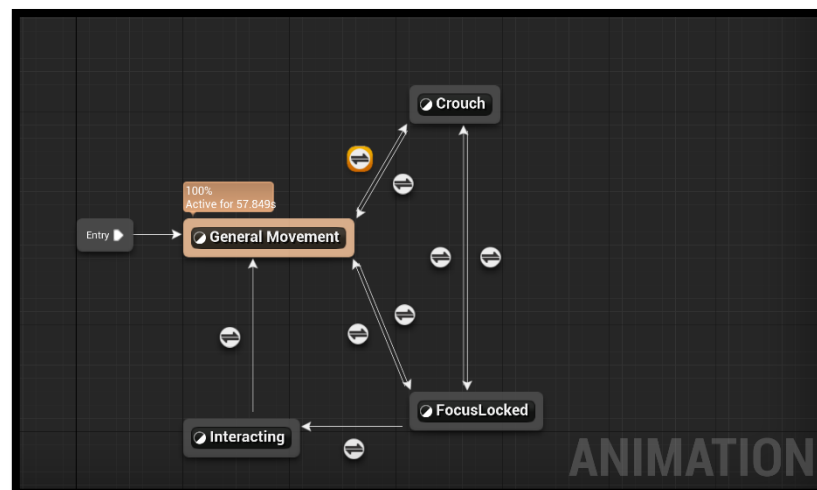 Crouch
100%
Active for 57.849s
Entry
General Movement
FocusLocked
Interacting
ANIMATION